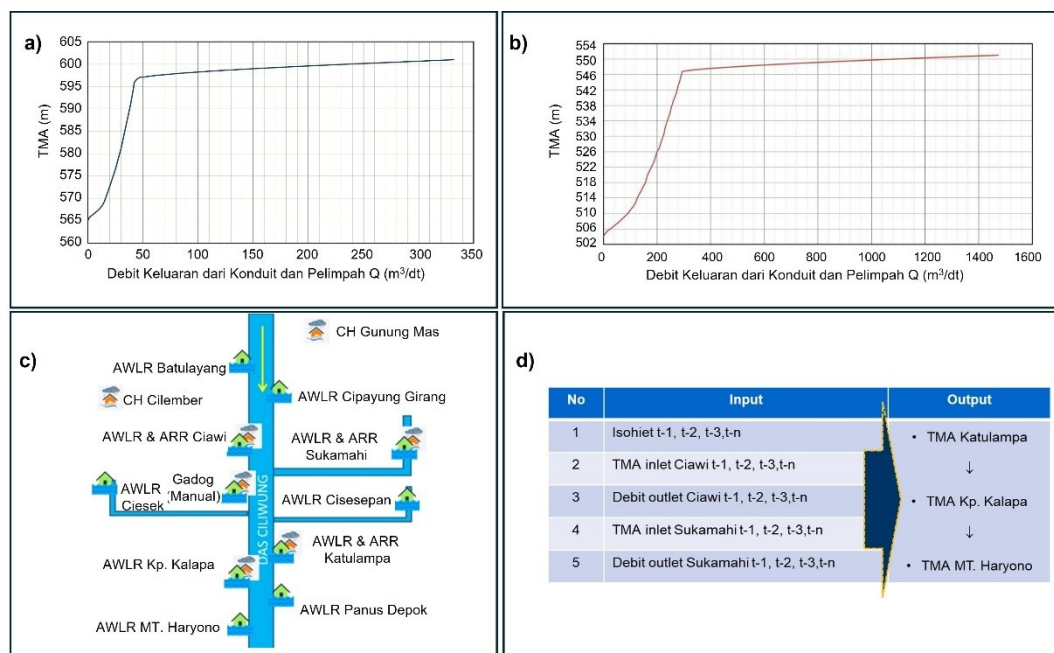 a)
605
600
595
590
585
580
575
570
565
560
TMA (m)
0
50
100
150
200
250
300
350
Debit Keluaran dari Konduit dan Pelimpah Q (m³/dt)
b)
554
550
546
542
538
534
530
526
522
518
514
510
506
502
TMA (m)
0
200
400
600
800
1000
1200
1400
1600
Debit Keluaran dari Konduit dan Pelimpah Q (m³/dt)
c)
CH Gunung Mas
AWLR Batulayang
CH Cilember
AWLR Cipayung Girang
AWLR & ARR Ciawi
AWLR & ARR
Sukamahi
Gadog
(Manual)
AWLR
Ciesek
AWLR Cisesepan
DAS CILIWUNG
AWLR & ARR
Katulampa
AWLR Kp. Kalapa
AWLR Panus Depok
AWLR MT. Haryono
d)
No Input Output
1 Isohiet t-1, t-2, t-3,t-n • TMA Katulampa
↓
2 TMA inlet Ciawi t-1, t-2, t-3,t-n
3 Debit outlet Ciawi t-1, t-2, t-3,t-n • TMA Kp. Kalapa
↓
4 TMA inlet Sukamahi t-1, t-2, t-3,t-n
5 Debit outlet Sukamahi t-1, t-2, t-3,t-n • TMA MT. Haryono